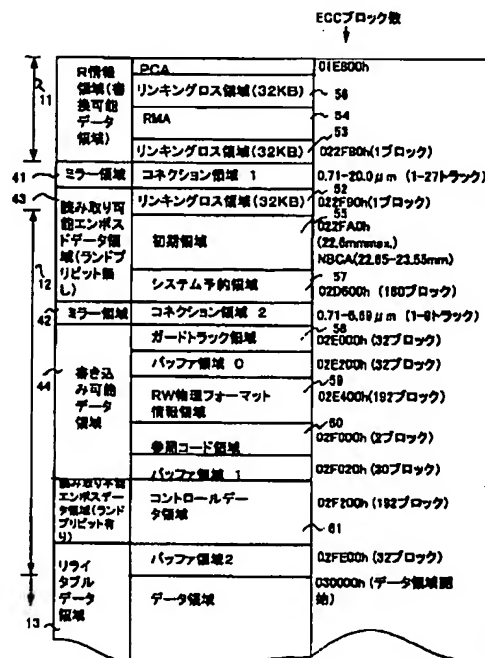 ECCブロック数
R情報
領域(書
換可能
データ
領域)
PCA
01E800h
リンキングロス領域(32KB)
56
RMA
54
53
リンキングロス領域(32KB)
022F80h(1ブロック)
11
41
ミラー領域
コネクション領域 1
0.71-20.0μm (1-27トラック)
43
52
リンキングロス領域(32KB)
022F90h(1ブロック)
読み取り可
能エンボス
ドデータ領
域(ランドプ
リピット無
し)
55
初期領域
022FA0h
(22.6mmmax.)
NBCA(22.65-23.55mm)
57
システム予約領域
02D600h (160ブロック)
12
42
ミラー領域
コネクション領域 2
0.71-6.69μm (1-9トラック)
58
ガードトラック領域
02E000h (32ブロック)
44
バッファ領域 0
02E200h (32ブロック)
書き込
み可能
データ
領域
59
RW物理フォーマット
情報領域
02E400h(192ブロック)
60
参照コード領域
02F000h (2ブロック)
バッファ領域 1
02F020h (30ブロック)
読み取り不可
エンボスデー
タ領域(ランド
プリピット有
り)
コントロールデー
タ領域
02F200h (192ブロック)
61
バッファ領域2
02FE00h (32ブロック)
リライ
タブル
データ
領域
データ領域
030000h (データ領域開
始)
13